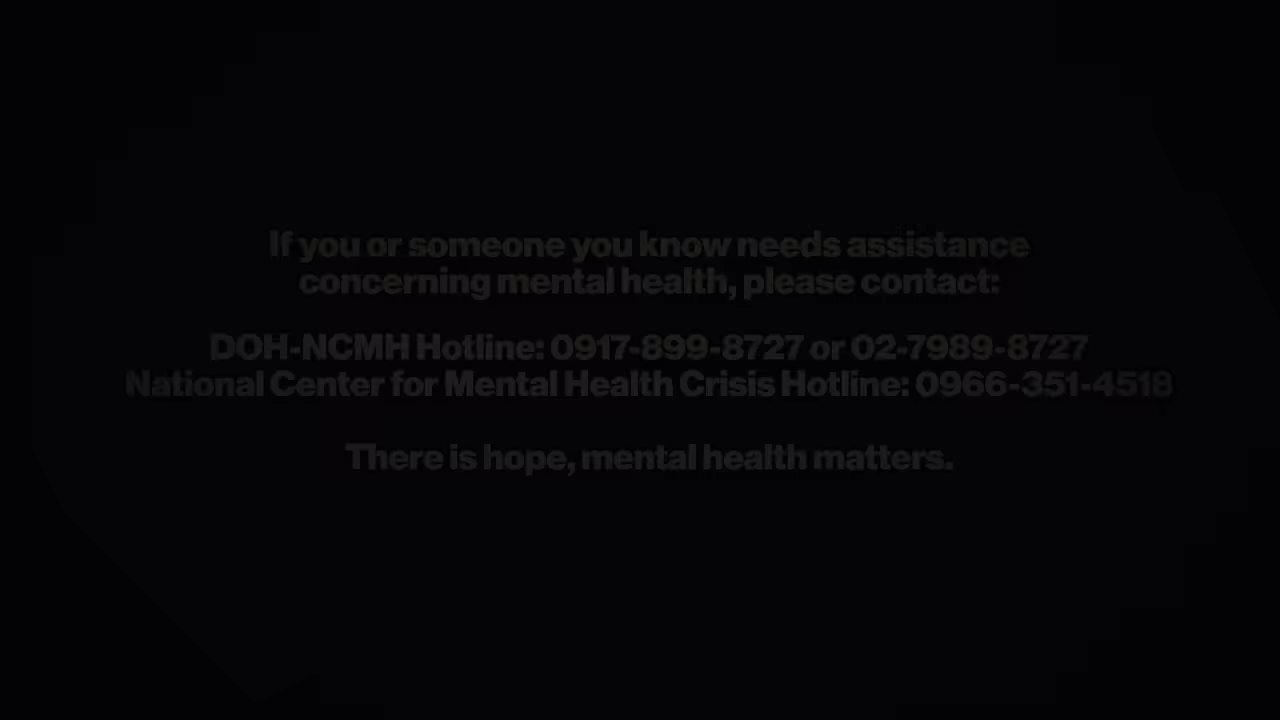 If you or someone you know needs assistance
concerning mental health, please contact:
DOH-NCMH Hotline: 0917-899-8727 or 02-7989-8727
National Center for Mental Health Crisis Hotline: 0966-351-4518
There is hope, mental health matters.